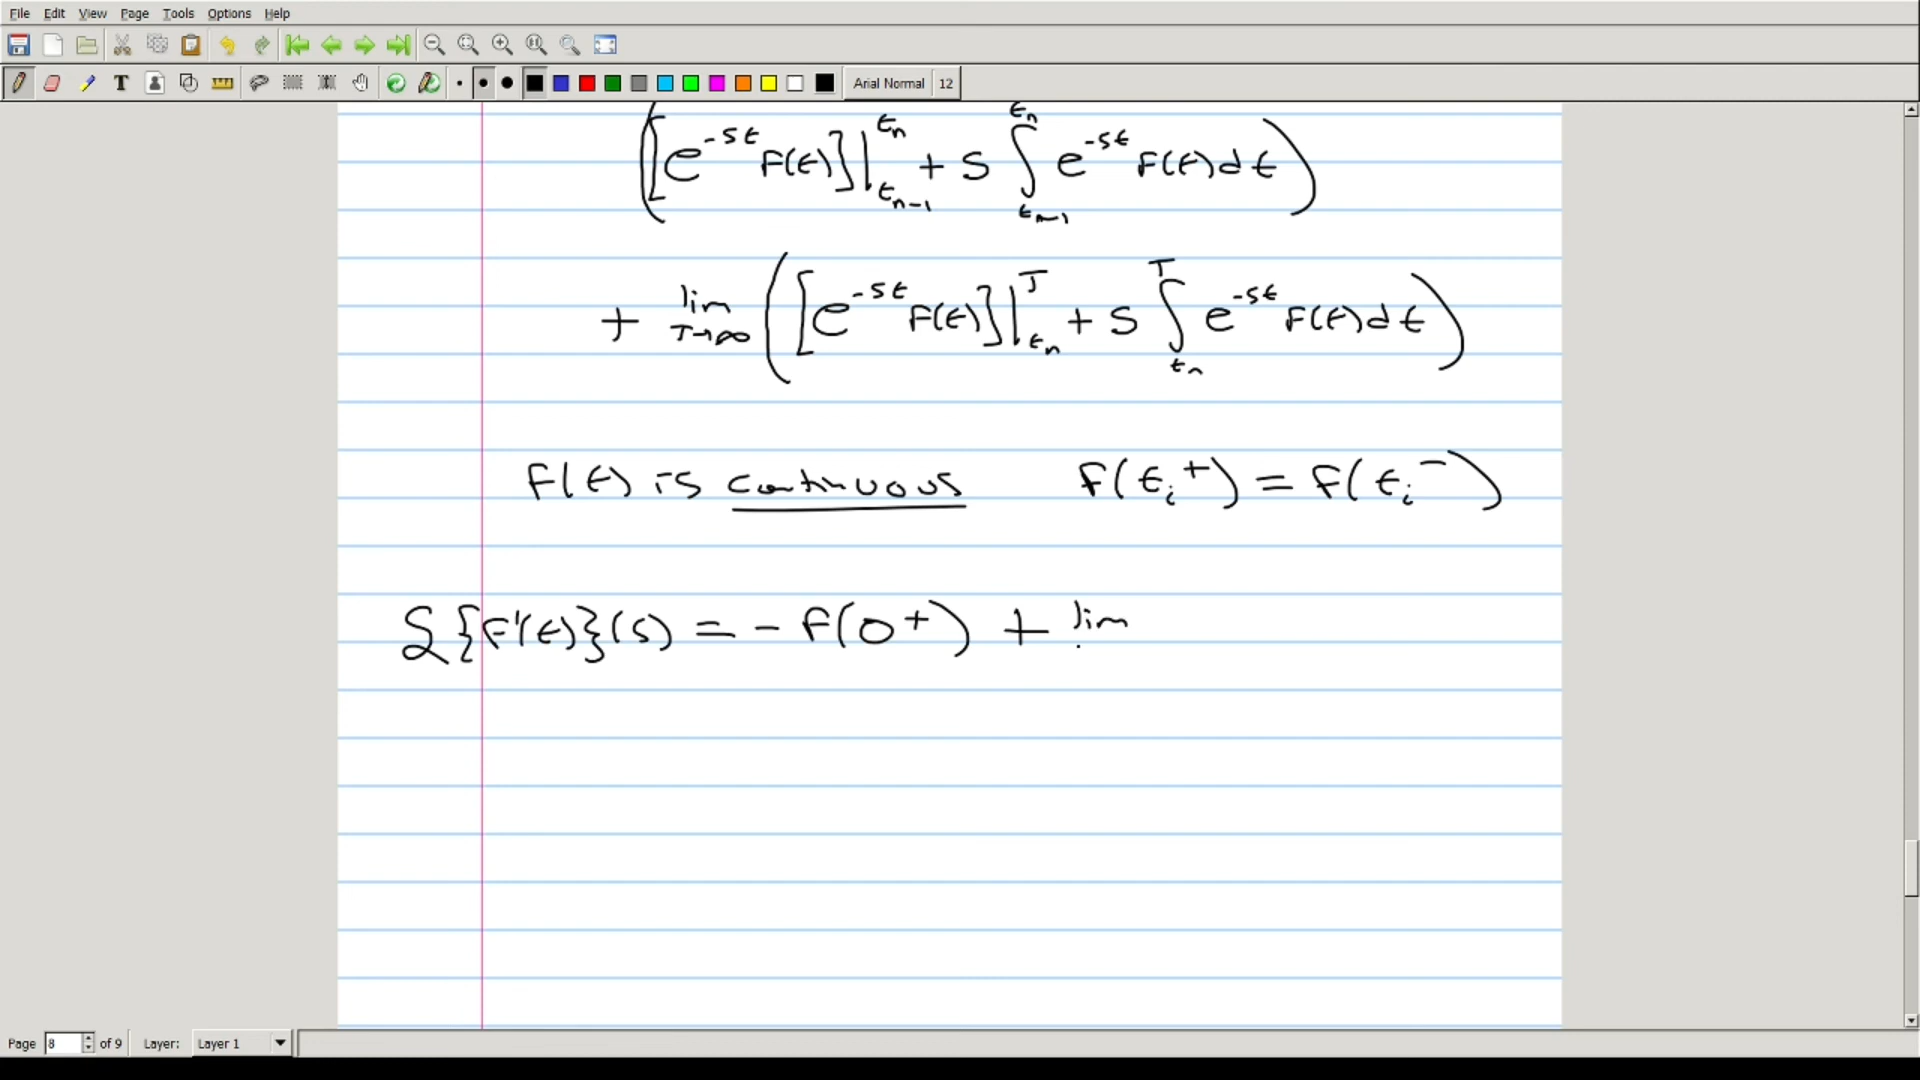 File Edit View Page Tools Options Help
T Arial Normal 12
([e^{-st} F(t)]|_{t_{n-1}}^{t_n} + S ∫_{t_{n-1}}^{t_n} e^{-st} F(t) dt)
+ lim_{T→∞} ([e^{-st} F(t)]|_{t_n}^{T} + S ∫_{t_n}^{T} e^{-st} F(t) dt)
F(t) is continuous F(t_i^+) = F(t_i^-)
ℒ{F'(t)}(s) = - F(0^+) + lim
Page 8 of 9 Layer: Layer 1